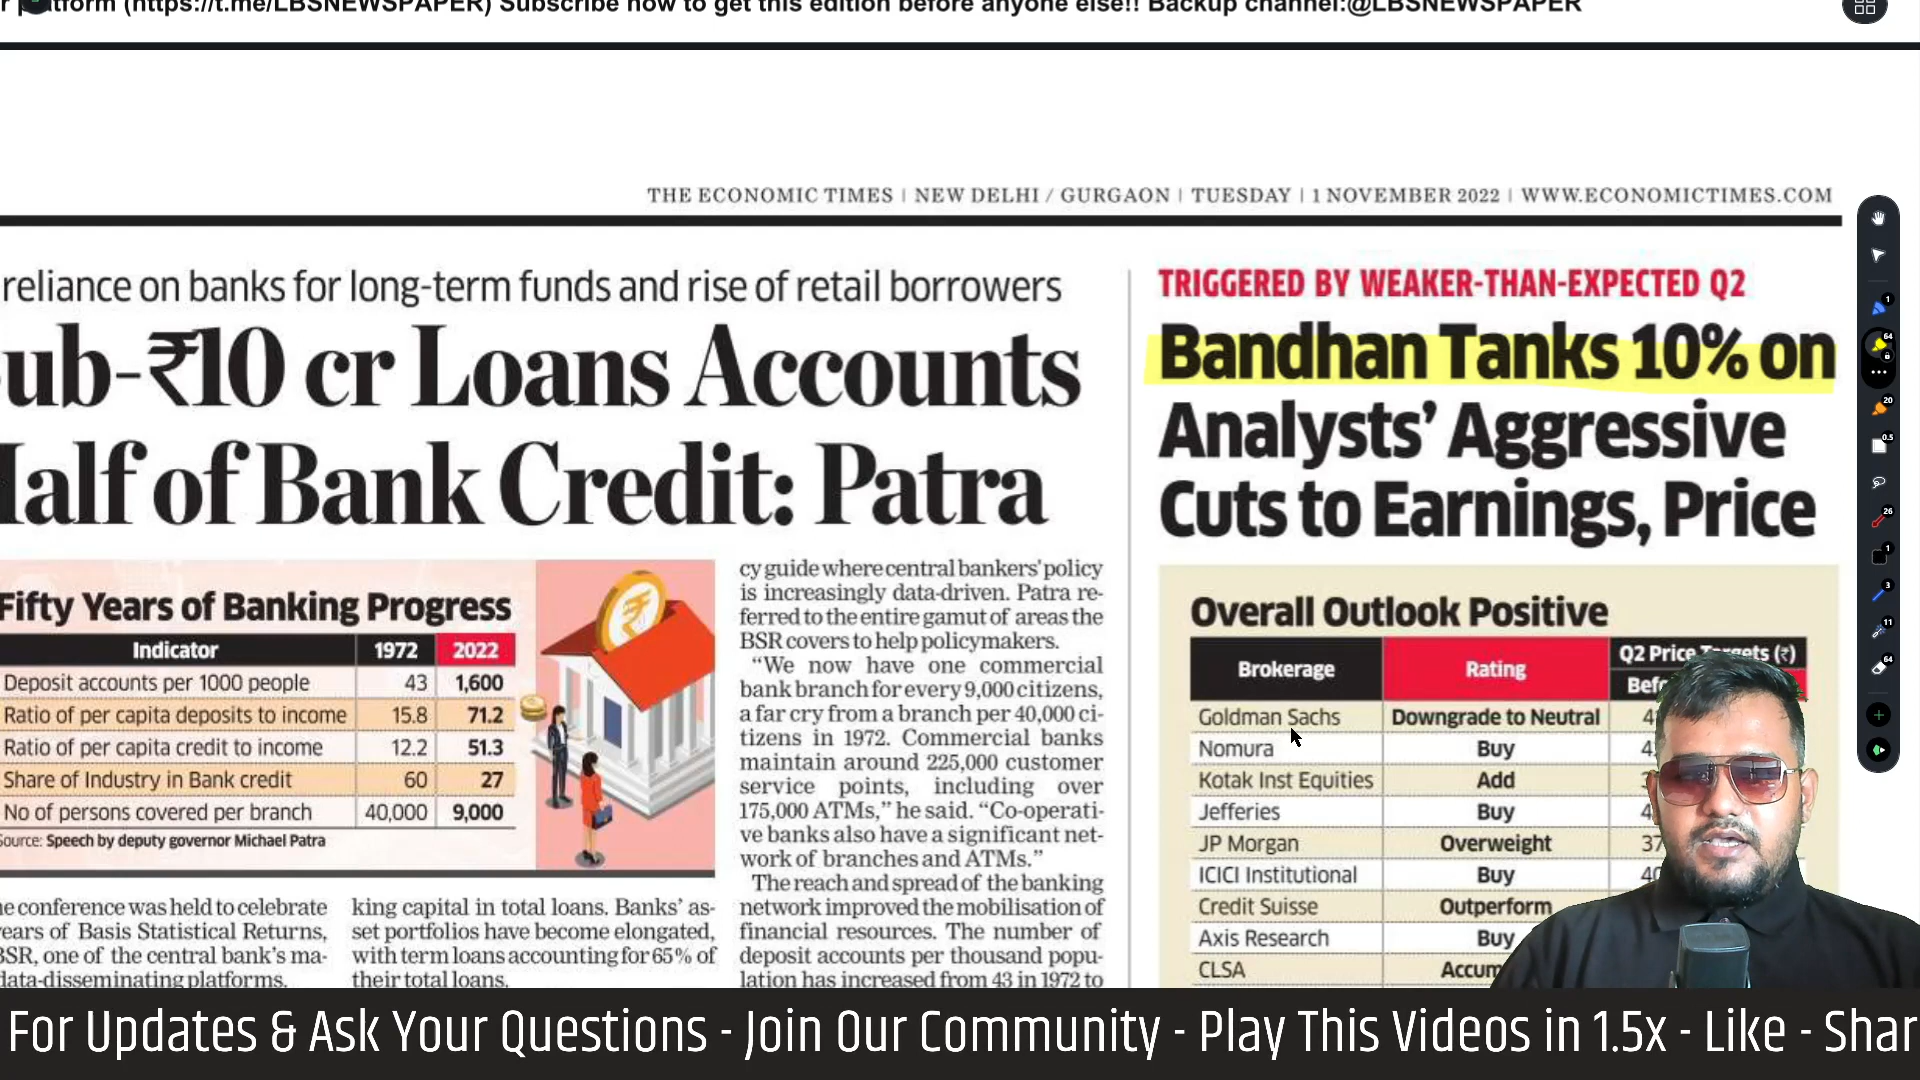 platform (https://t.me/LBSNEWSPAPER) Subscribe now to get this edition before anyone else!! Backup channel:@LBSNEWSPAPER
THE ECONOMIC TIMES | NEW DELHI / GURGAON | TUESDAY | 1 NOVEMBER 2022 | WWW.ECONOMICTIMES.COM
reliance on banks for long-term funds and rise of retail borrowers
ub-₹10 cr Loans Accounts
Half of Bank Credit: Patra
Fifty Years of Banking Progress
Indicator 1972 2022
Deposit accounts per 1000 people 43 1,600
Ratio of per capita deposits to income 15.8 71.2
Ratio of per capita credit to income 12.2 51.3
Share of Industry in Bank credit 60 27
No of persons covered per branch 40,000 9,000
Source: Speech by deputy governor Michael Patra
e conference was held to celebrate
years of Basis Statistical Returns,
BSR, one of the central bank's ma-
data-disseminating platforms.
king capital in total loans. Banks' as-
set portfolios have become elongated,
with term loans accounting for 65% of
their total loans.
cy guide where central bankers' policy
is increasingly data-driven. Patra re-
ferred to the entire gamut of areas the
BSR covers to help policymakers.
"We now have one commercial
bank branch for every 9,000 citizens,
a far cry from a branch per 40,000 ci-
tizens in 1972. Commercial banks
maintain around 225,000 customer
service points, including over
175,000 ATMs," he said. "Co-operati-
ve banks also have a significant net-
work of branches and ATMs."
The reach and spread of the banking
network improved the mobilisation of
financial resources. The number of
deposit accounts per thousand popu-
lation has increased from 43 in 1972 to
TRIGGERED BY WEAKER-THAN-EXPECTED Q2
Bandhan Tanks 10% on
Analysts' Aggressive
Cuts to Earnings, Price
Overall Outlook Positive
Brokerage Rating Q2 Price Targets (₹)
Goldman Sachs Downgrade to Neutral
Nomura Buy
Kotak Inst Equities Add
Jefferies Buy
JP Morgan Overweight
ICICI Institutional Buy
Credit Suisse Outperform
Axis Research Buy
CLSA Accum
1
64
20
0.5
26
1
3
11
64
For Updates & Ask Your Questions - Join Our Community - Play This Videos in 1.5x - Like - Shar